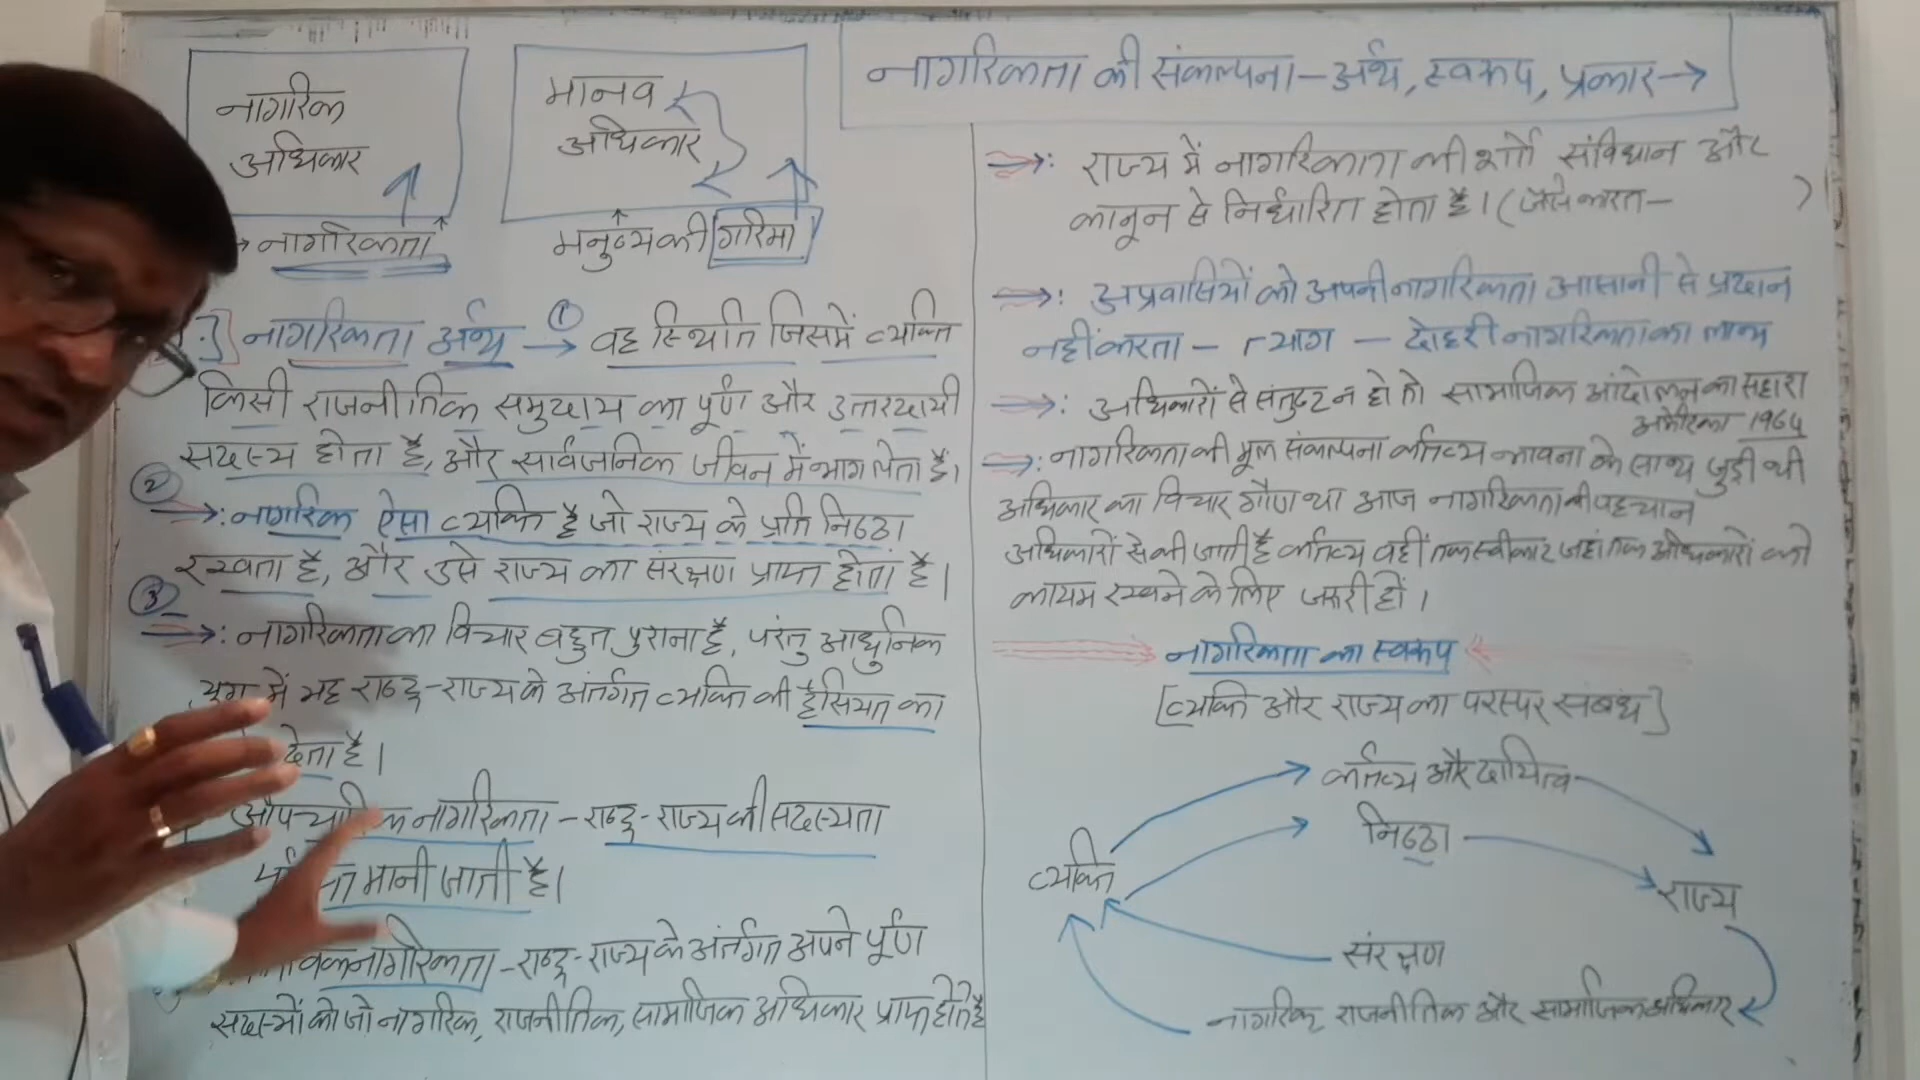 नागरिक
अधिकार
नागरिकता
मानव
अधिकार
मनुष्य की गरिमा
नागरिकता अर्थ → ① वह स्थिति जिसमें व्यक्ति
किसी राजनीतिक समुदाय का पूर्ण और उत्तरदायी
सदस्य होता है, और सार्वजनिक जीवन में भाग लेता है।
② →: नागरिक ऐसा व्यक्ति है जो राज्य के प्रति निष्ठा
रखता है, और उसे राज्य का संरक्षण प्राप्त होता है।
③ →: नागरिकता का विचार बहुत पुराना है, परंतु आधुनिक
युग में यह राष्ट्र-राज्य के अंतर्गत व्यक्ति की हैसियत का
देता है।
नागरिकता - राष्ट्र-राज्य की सदस्यता
मानी जाती है।
नागरिकता - राष्ट्र-राज्य के अंर्तगत अपने पूर्ण
सदस्यों को जो नागरिक, राजनीतिक, सामाजिक अधिकार प्राप्त होते है
नागरिकता की संकल्पना - अर्थ, स्वरूप, प्रकार →
⇒: राज्य में नागरिकता की शर्ते संविधान और
कानून से निर्धारित होता है। (जैसे भारत- )
⇒: अप्रवासियों को अपनी नागरिकता आसानी से प्रदान
नहीं करता - त्याग - दोहरी नागरिकता का लाभ
⇒: अधिकारों से संतुष्ट न हो तो सामाजिक आंदोलन का सहारा
अमेरिका 1964
⇒: नागरिकता की मूल संकल्पना कर्तव्य भावना के साथ जुड़ी थी
अधिकार का विचार गौण था आज नागरिकता की पहचान
अधिकारों से की जाती है कर्तव्य वहीं तक स्वीकार जहां तक अधिकारों को
कायम रखने के लिए जरूरी हों।
नागरिकता का स्वरूप
[व्यक्ति और राज्य का परस्पर संबंध]
कर्तव्य और दायित्व
निष्ठा
व्यक्ति
राज्य
संरक्षण
नागरिक, राजनीतिक और सामाजिक अधिकार